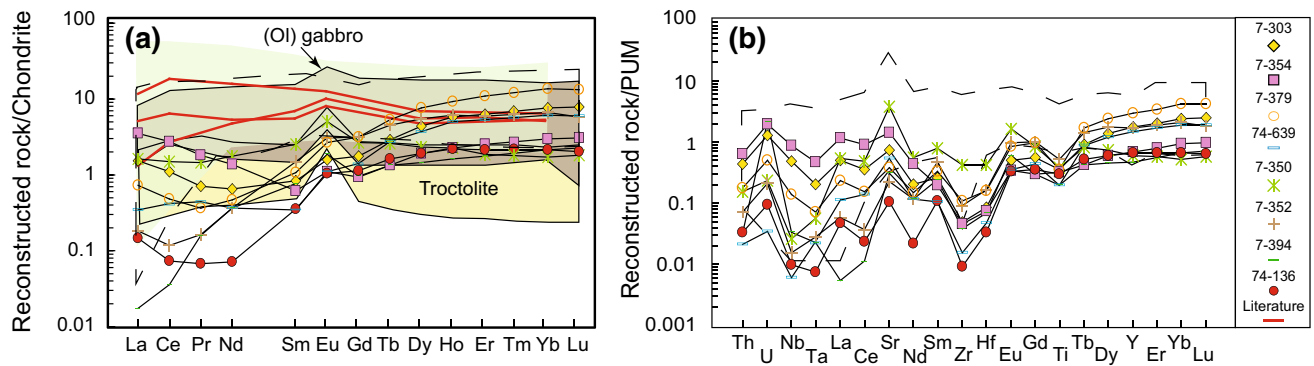 (a)
Reconstructed rock/Chondrite
100
10
1
0.1
0.01
(Ol) gabbro
Troctolite
La Ce Pr Nd Sm Eu Gd Tb Dy Ho Er Tm Yb Lu
(b)
Reconstructed rock/PUM
100
10
1
0.1
0.01
0.001
Th U Nb Ta La Ce Sr Nd Sm Zr Hf Eu Gd Ti Tb Dy Y Er Yb Lu
7-303
7-354
7-379
74-639
7-350
7-352
7-394
74-136
Literature